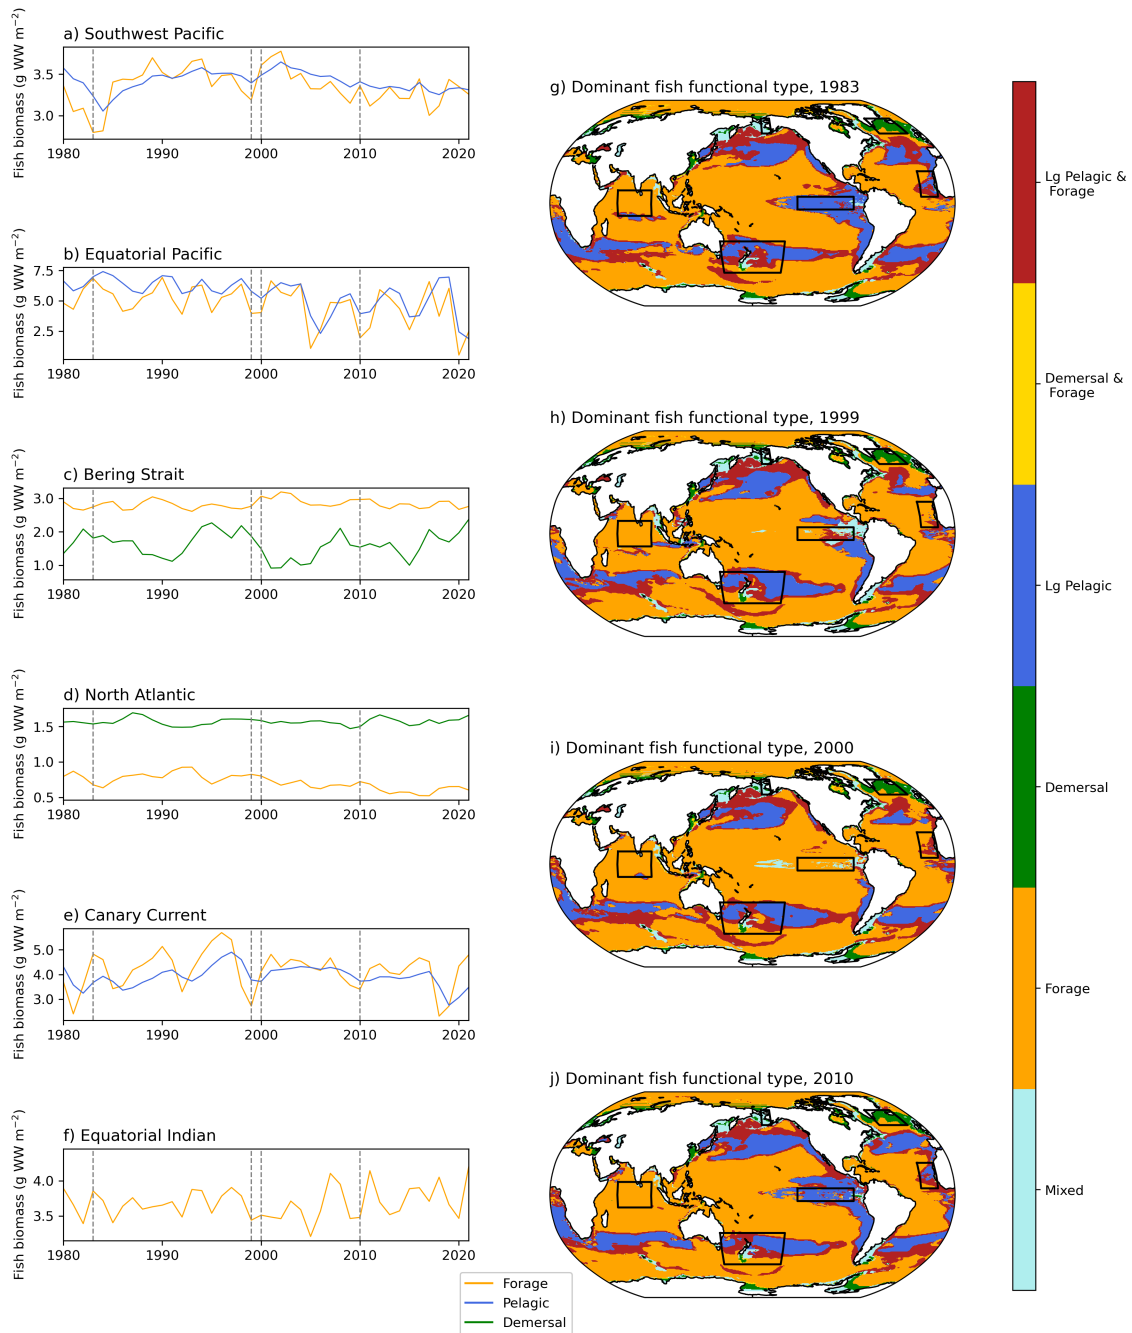 a) Southwest Pacific
Fish biomass (g WW m⁻²)
3.5
3.0
1980 1990 2000 2010 2020
b) Equatorial Pacific
Fish biomass (g WW m⁻²)
7.5
5.0
2.5
1980 1990 2000 2010 2020
c) Bering Strait
Fish biomass (g WW m⁻²)
3.0
2.0
1.0
1980 1990 2000 2010 2020
d) North Atlantic
Fish biomass (g WW m⁻²)
1.5
1.0
0.5
1980 1990 2000 2010 2020
e) Canary Current
Fish biomass (g WW m⁻²)
5.0
4.0
3.0
1980 1990 2000 2010 2020
f) Equatorial Indian
Fish biomass (g WW m⁻²)
4.0
3.5
1980 1990 2000 2010 2020
Forage
Pelagic
Demersal
g) Dominant fish functional type, 1983
h) Dominant fish functional type, 1999
i) Dominant fish functional type, 2000
j) Dominant fish functional type, 2010
Lg Pelagic &
Forage
Demersal &
Forage
Lg Pelagic
Demersal
Forage
Mixed